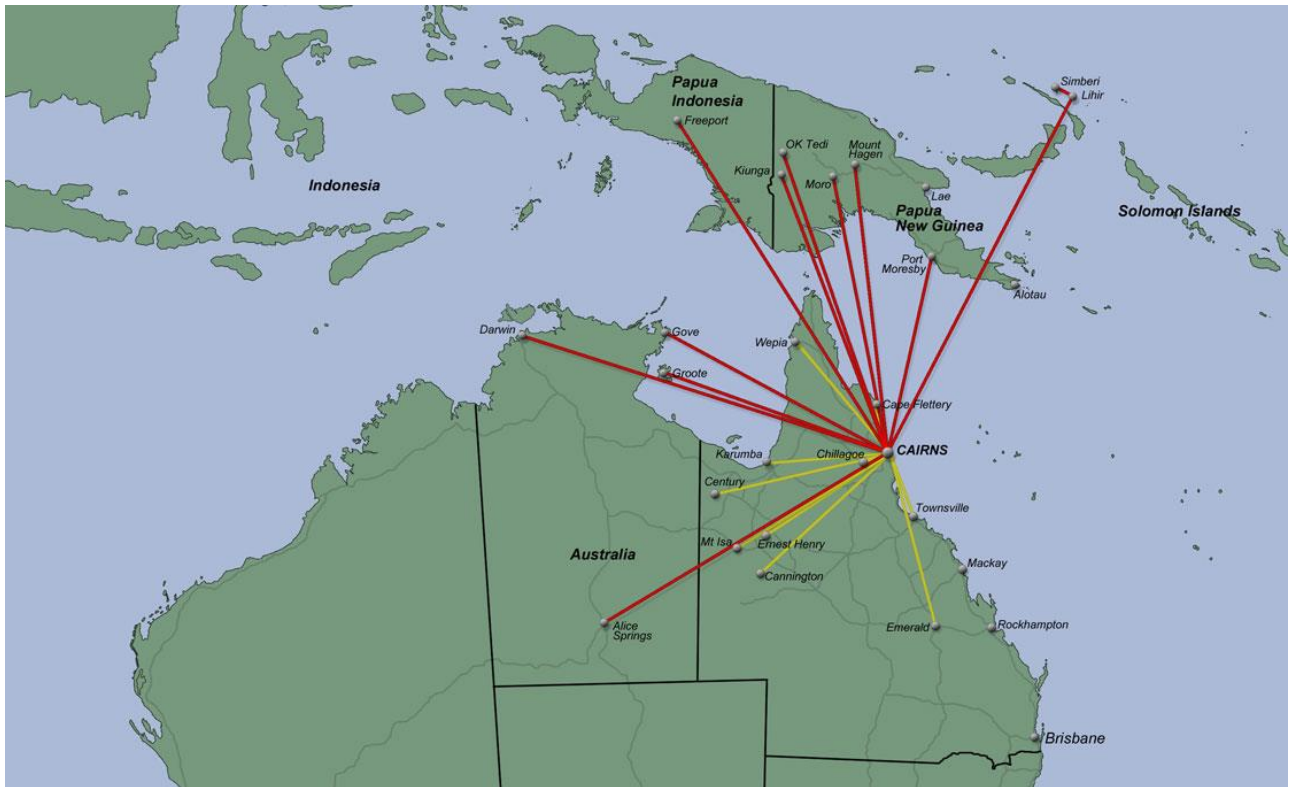 Simberi
Lihir
Papua
Indonesia
Freeport
OK Tedi
Mount
Hagen
Kiunga
Moro
Lae
Indonesia
Papua
New Guinea
Solomon Islands
Port
Moresby
Alotau
Darwin
Gove
Wepia
Groote
Cape Flettery
Karumba
Chillagoe
CAIRNS
Century
Townsville
Mt Isa
Ernest Henry
Australia
Cannington
Mackay
Alice
Springs
Emerald
Rockhampton
Brisbane